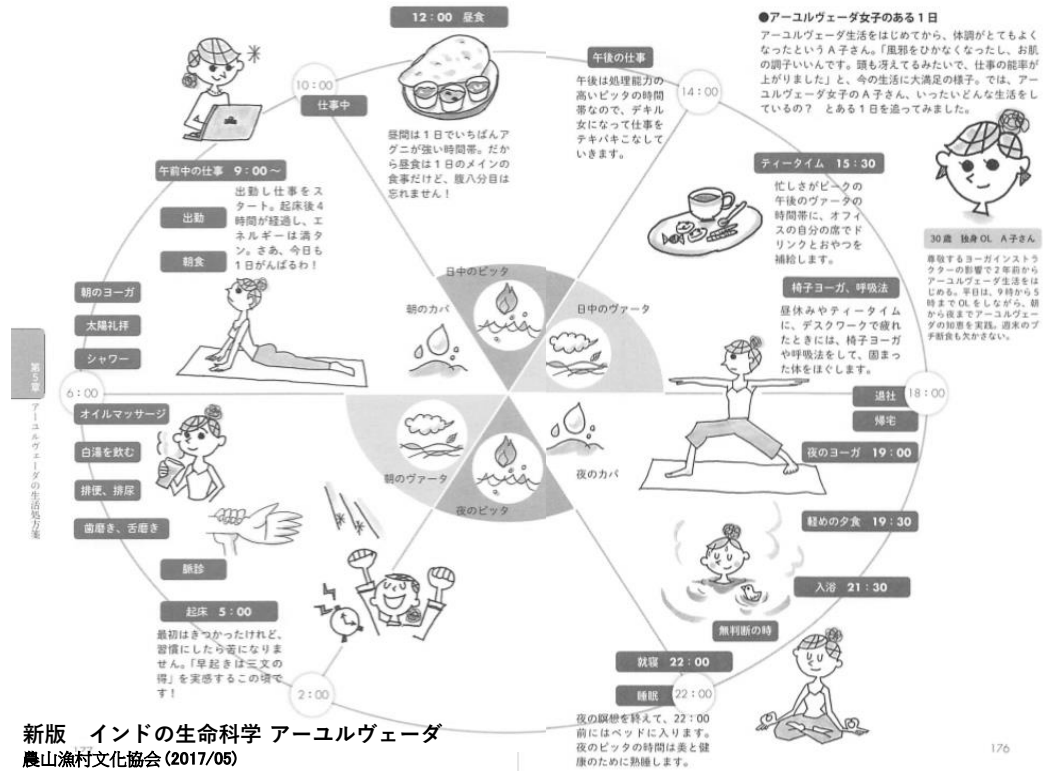 ●アーユルヴェーダ女子のある１日
アーユルヴェーダ生活をはじめてから、体調がとてもよく
なったというＡ子さん。「風邪をひかなくなったし、お肌
の調子いいんです。頭も冴えてるみたいで、仕事の能率が
上がりました」と、今の生活に大満足の様子。では、アー
ユルヴェーダ女子のＡ子さん、いったいどんな生活をし
ているの？　とある１日を追ってみました。
30歳　独身OL　A子さん
尊敬するヨーガインストラ
クターの影響で２年前から
アーユルヴェーダ生活をは
じめる。平日は、９時から５
時までOLをしながら、朝
から夜までアーユルヴェー
ダの知恵を実践。週末のプ
チ断食も欠かさない。
12：00　昼食
昼間は１日でいちばんア
グニが強い時間帯。だか
ら昼食は１日のメインの
食事だけど、腹八分目は
忘れません！
午後の仕事
午後は処理能力の
高いピッタの時間
帯なので、デキル
女になって仕事を
テキパキこなして
いきます。
14：00
ティータイム　15：30
忙しさがピークの
午後のヴァータの
時間帯に、オフィ
スの自分の席でド
リンクとおやつを
補給します。
椅子ヨーガ、呼吸法
昼休みやティータイム
に、デスクワークで疲れ
たときには、椅子ヨーガ
や呼吸法をして、固まっ
た体をほぐします。
退社
18：00
帰宅
夜のヨーガ　19：00
軽めの夕食　19：30
入浴　21：30
無判断の時
就寝　22：00
睡眠
22：00
夜の瞑想を終えて、22：00
前にはベッドに入ります。
夜のピッタの時間は美と健
康のために熟睡します。
10：00
仕事中
午前中の仕事　9：00～
出勤し仕事をス
タート。起床後４
時間が経過し、エ
ネルギーは満タ
ン。さあ、今日も
１日がんばるわ！
出勤
朝食
朝のヨーガ
太陽礼拝
シャワー
6：00
オイルマッサージ
白湯を飲む
排便、排尿
歯磨き、舌磨き
脈診
起床　5：00
最初はきつかったけれど、
習慣にしたら苦になりま
せん。「早起きは三文の
得」を実感するこの頃で
す！
2：00
日中のピッタ
朝のカパ
日中のヴァータ
朝のヴァータ
夜のピッタ
夜のカパ
第５章
アーユルヴェーダの生活処方箋
新版　インドの生命科学 アーユルヴェーダ
農山漁村文化協会(2017/05)
176